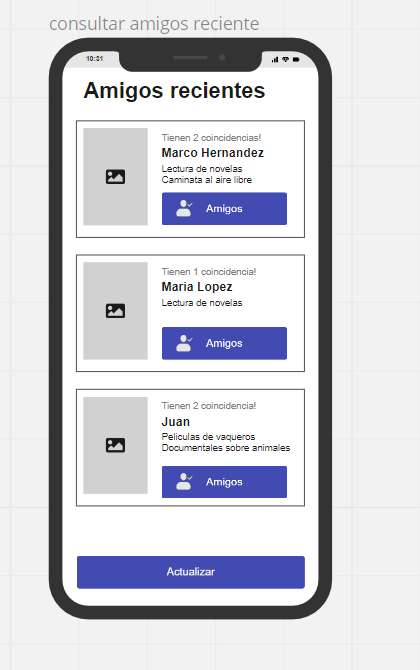 consultar amigos reciente
10:31
Amigos recientes
Tienen 2 coincidencias!
Marco Hernandez
Lectura de novelas
Caminata al aire libre
Amigos
Tienen 1 coincidencia!
Maria Lopez
Lectura de novelas
Amigos
Tienen 2 coincidencia!
Juan
Peliculas de vaqueros
Documentales sobre animales
Amigos
Actualizar